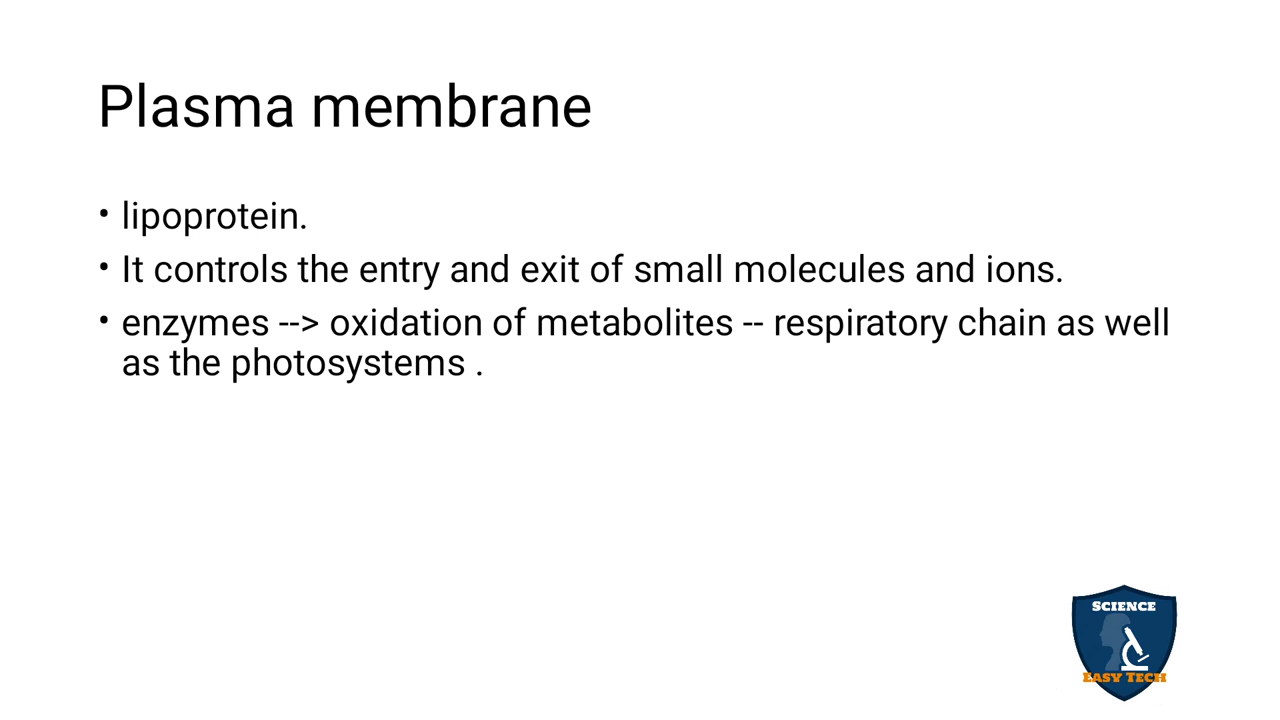 Plasma membrane
• lipoprotein.
• It controls the entry and exit of small molecules and ions.
• enzymes --> oxidation of metabolites -- respiratory chain as well
as the photosystems .
SCIENCE
EASY TECH